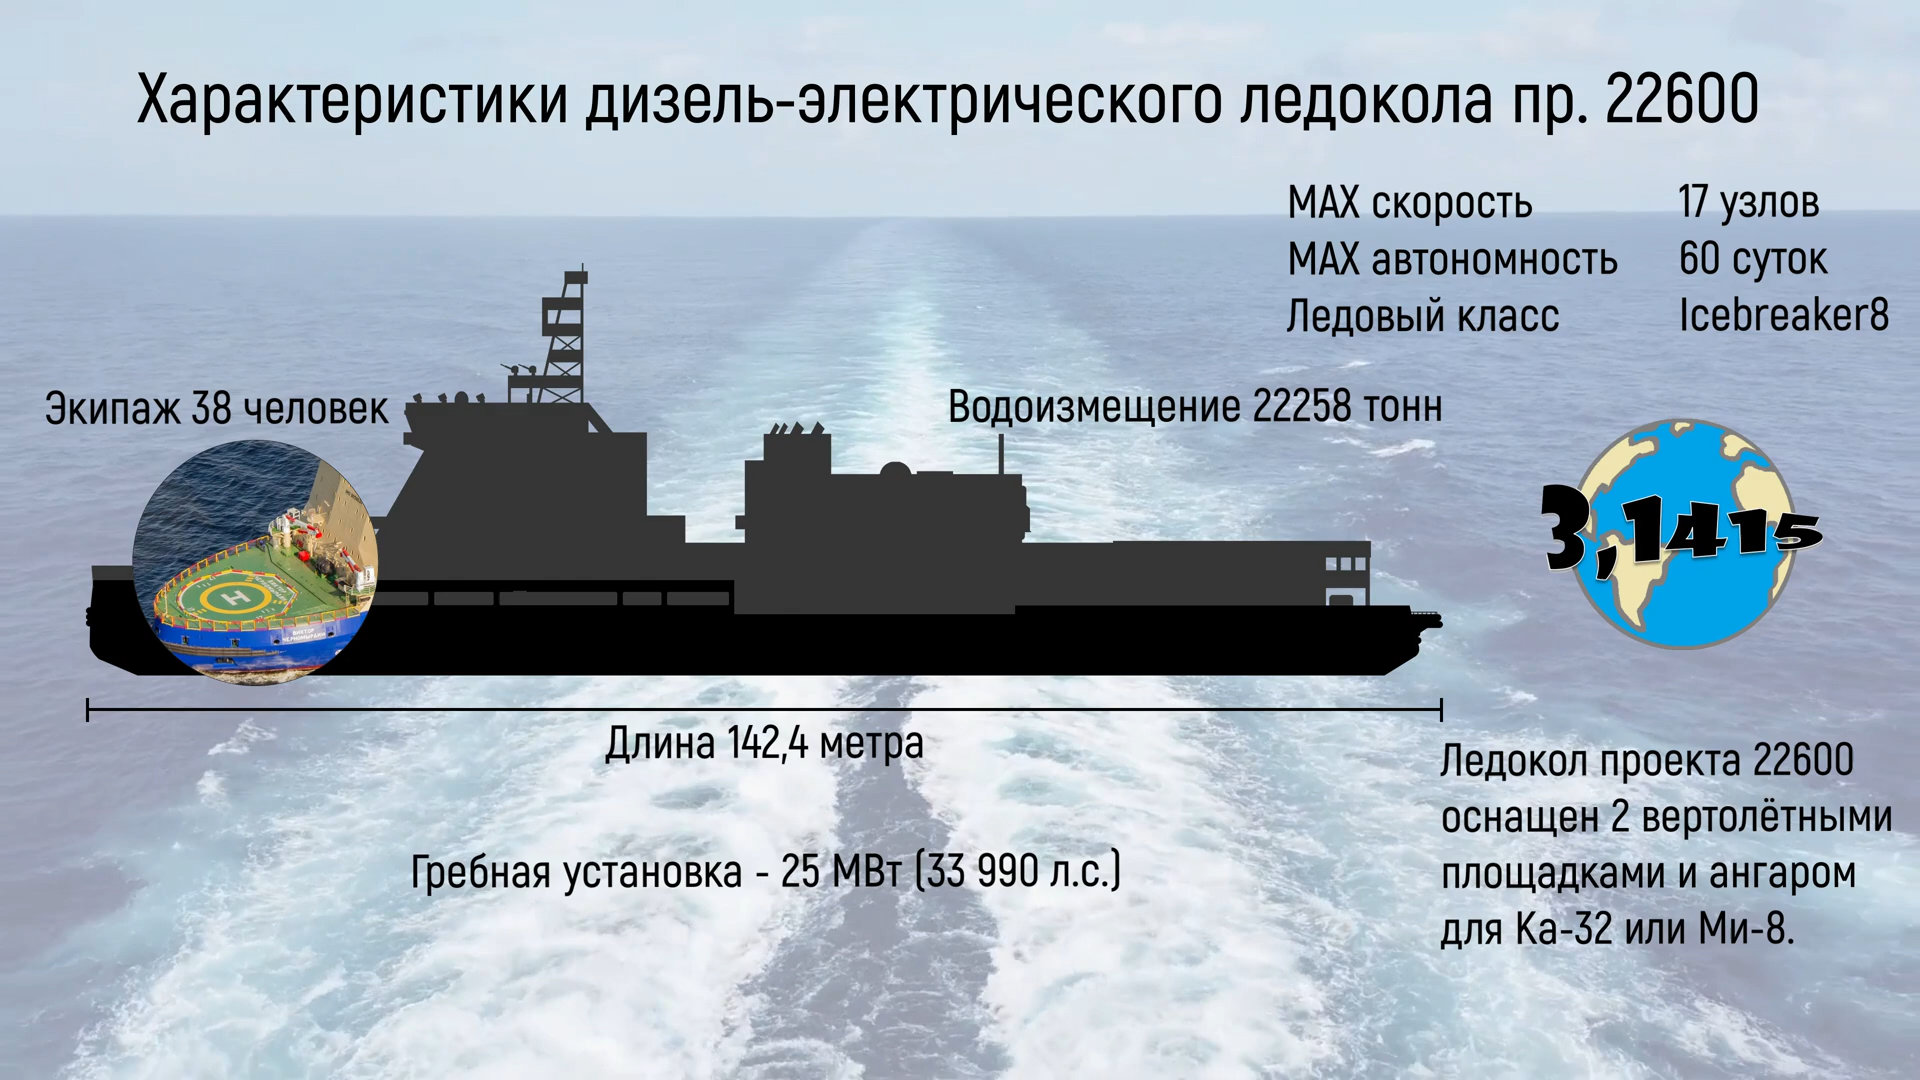 Характеристики дизель-электрического ледокола пр. 22600
MAX скорость 17 узлов
MAX автономность 60 суток
Ледовый класс Icebreaker8
Экипаж 38 человек
Водоизмещение 22258 тонн
3,1415
ВИКТОР
ЧЕРНОМЫРДИН
H
Длина 142,4 метра
Гребная установка - 25 МВт (33 990 л.с.)
Ледокол проекта 22600
оснащен 2 вертолётными
площадками и ангаром
для Ка-32 или Ми-8.